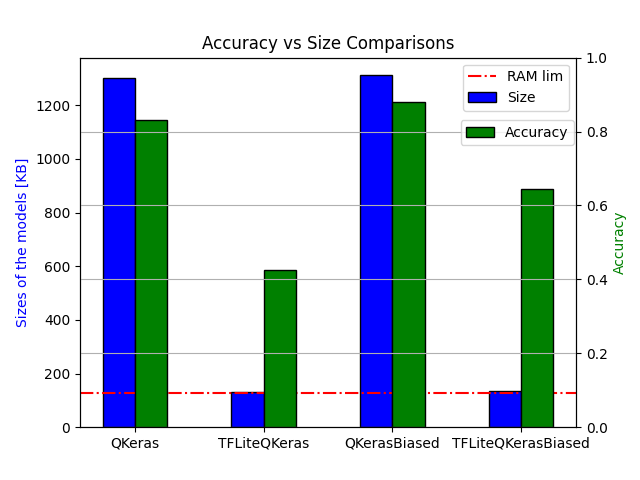 Accuracy vs Size Comparisons
RAM lim
Size
Accuracy
Sizes of the models [KB]
1200
1000
800
600
400
200
0
1.0
0.8
0.6
0.4
0.2
0.0
Accuracy
QKeras
TFLiteQKeras
QKerasBiased
TFLiteQKerasBiased